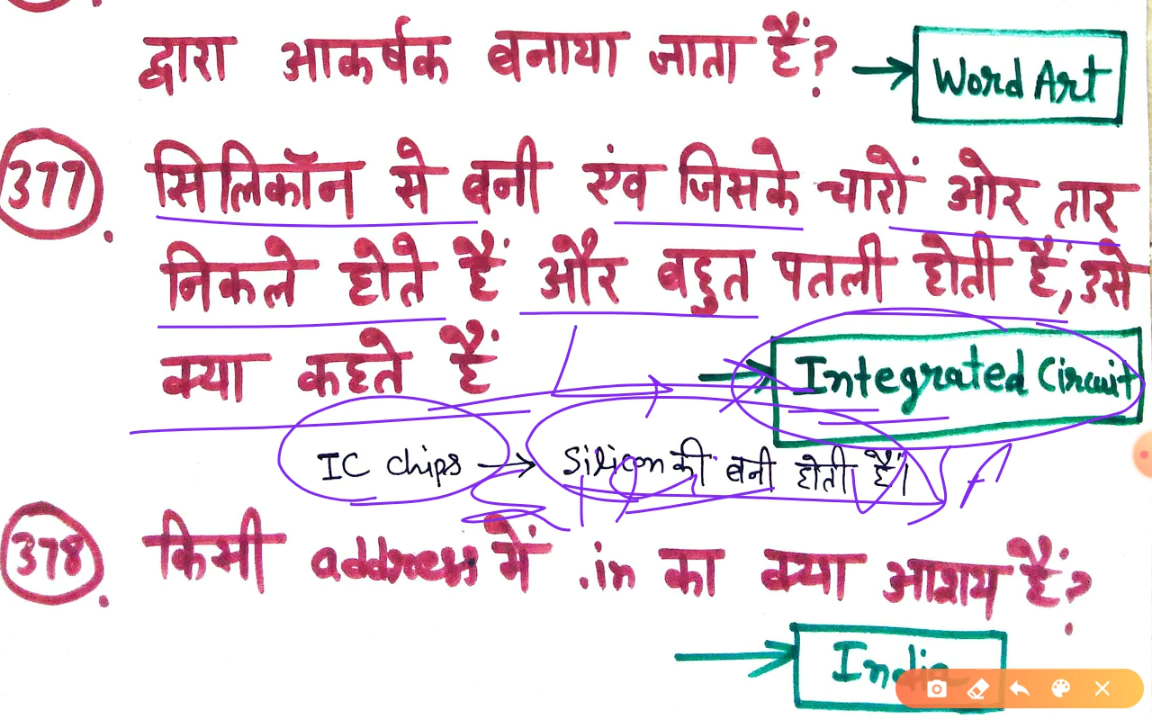 द्वारा आकर्षक बनाया जाता हैं? → Word Art
377. सिलिकॉन से बनी एंव जिसके चारों ओर तार
निकले होते हैं और बहुत पतली होती हैं, उसे
क्या कहते हैं → Integrated Circuit
IC chips → Silicon की बनी होती हैं।
378. किसी address में .in का क्या आशय हैं?
→ India